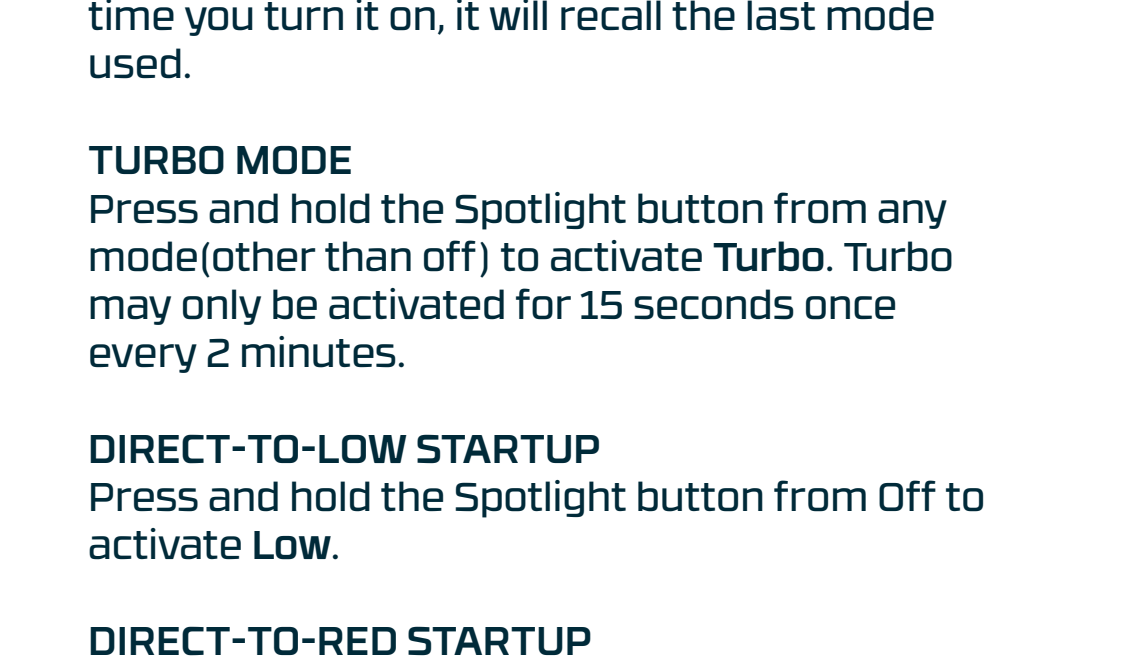 time you turn it on, it will recall the last mode
used.
TURBO MODE
Press and hold the Spotlight button from any
mode(other than off) to activate Turbo. Turbo
may only be activated for 15 seconds once
every 2 minutes.
DIRECT-TO-LOW STARTUP
Press and hold the Spotlight button from Off to
activate Low.
DIRECT-TO-RED STARTUP